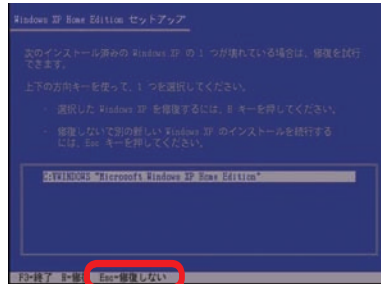 Windows XP Home Edition セットアップ
次のインストール済みの Windows XP の 1 つが壊れている場合は、修復を試行
できます。
上下の方向キーを使って、1 つを選択してください。
・ 選択した Windows XP を修復するには、R キーを押してください。
・ 修復しないで別の新しい Windows XP のインストールを続行する
には、Esc キーを押してください。
C:¥WINDOWS "Microsoft Windows XP Home Edition"
F3=終了 R=修復 Esc=修復しない